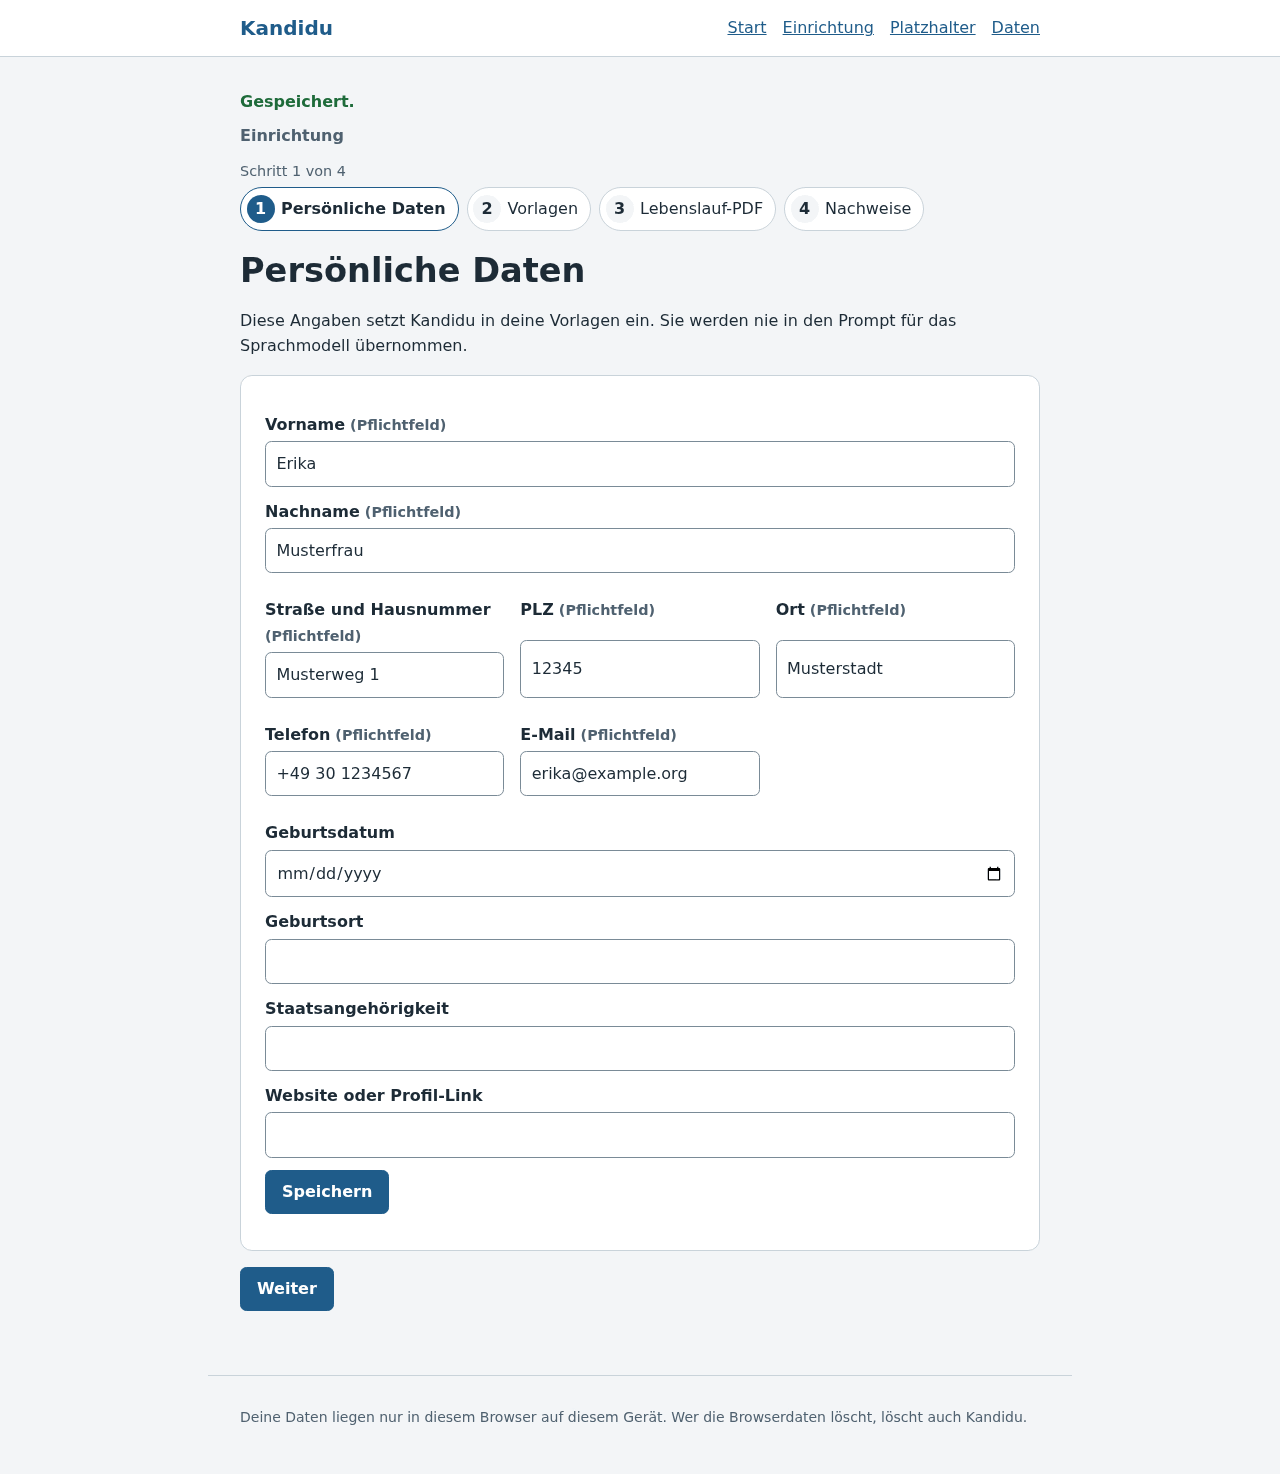 Kandidu
Start Einrichtung Platzhalter Daten
Gespeichert.
Einrichtung
Schritt 1 von 4
1 Persönliche Daten 2 Vorlagen 3 Lebenslauf-PDF 4 Nachweise
Persönliche Daten
Diese Angaben setzt Kandidu in deine Vorlagen ein. Sie werden nie in den Prompt für das
Sprachmodell übernommen.
Vorname (Pflichtfeld)
Erika
Nachname (Pflichtfeld)
Musterfrau
Straße und Hausnummer
(Pflichtfeld)
Musterweg 1
PLZ (Pflichtfeld)
12345
Ort (Pflichtfeld)
Musterstadt
Telefon (Pflichtfeld)
+49 30 1234567
E-Mail (Pflichtfeld)
erika@example.org
Geburtsdatum
mm/dd/yyyy
Geburtsort
Staatsangehörigkeit
Website oder Profil-Link
Speichern
Weiter
Deine Daten liegen nur in diesem Browser auf diesem Gerät. Wer die Browserdaten löscht, löscht auch Kandidu.